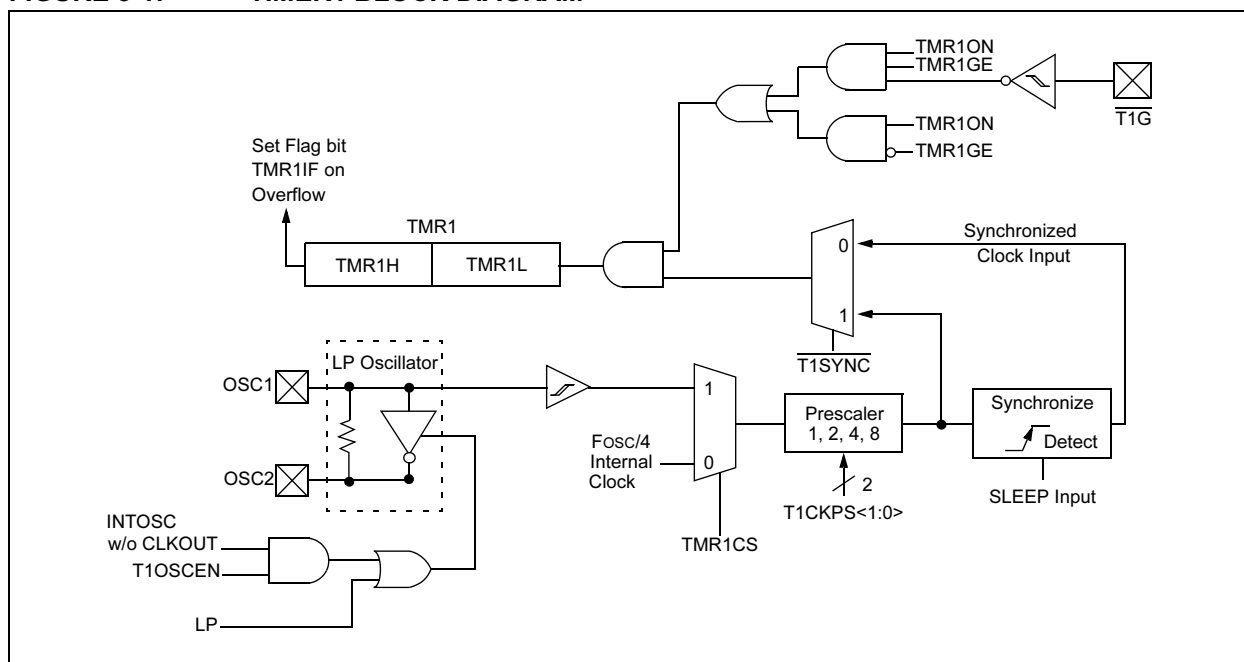 TMR1ON
TMR1GE
T1G
TMR1ON
TMR1GE
Set Flag bit
TMR1IF on
Overflow
TMR1
TMR1H
TMR1L
0
1
Synchronized
Clock Input
T1SYNC
LP Oscillator
OSC1
OSC2
1
0
FOSC/4
Internal
Clock
TMR1CS
Prescaler
1, 2, 4, 8
2
T1CKPS<1:0>
Synchronize
Detect
SLEEP Input
INTOSC
w/o CLKOUT
T1OSCEN
LP